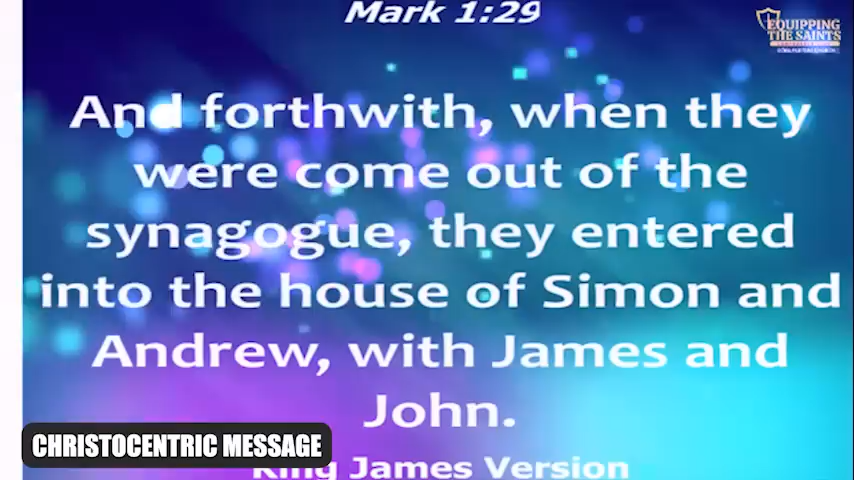 Mark 1:29
EQUIPPING
THE SAINTS
And forthwith, when they
were come out of the
synagogue, they entered
into the house of Simon and
Andrew, with James and
John.
CHRISTOCENTRIC MESSAGE
King James Version